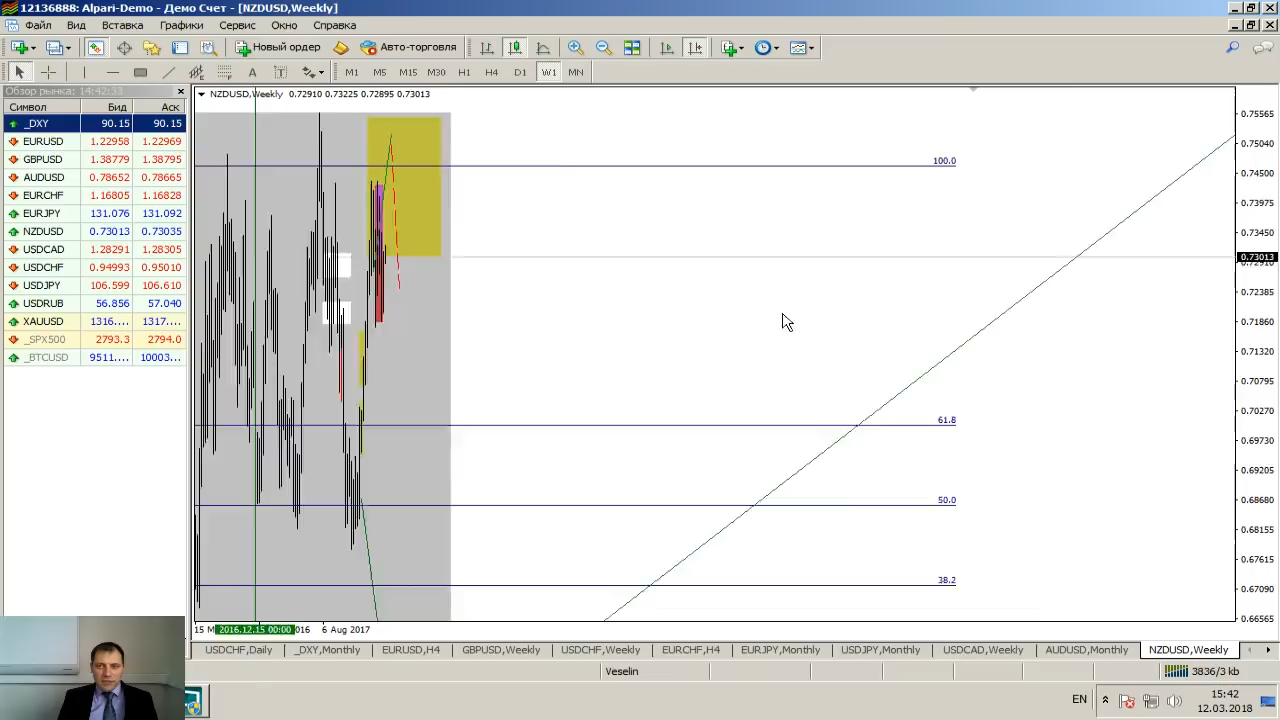 12136888: Alpari-Demo - Демо Счет - [NZDUSD,Weekly]
Файл Вид Вставка Графики Сервис Окно Справка
Новый ордер Авто-торговля
A T M1 M5 M15 M30 H1 H4 D1 W1 MN
Обзор рынка: 14:42:33
Символ Бид Аск
_DXY 90.15 90.15
EURUSD 1.22958 1.22969
GBPUSD 1.38779 1.38795
AUDUSD 0.78652 0.78665
EURCHF 1.16805 1.16828
EURJPY 131.076 131.092
NZDUSD 0.73013 0.73035
USDCAD 1.28291 1.28305
USDCHF 0.94993 0.95010
USDJPY 106.599 106.610
USDRUB 56.856 57.040
XAUUSD 1316.... 1317....
_SPX500 2793.3 2794.0
_BTCUSD 9511.... 10003...
NZDUSD,Weekly 0.72910 0.73225 0.72895 0.73013
100.0
61.8
50.0
38.2
0.75565
0.75040
0.74500
0.73975
0.73450
0.73013
0.72385
0.71860
0.71320
0.70795
0.70270
0.69730
0.69205
0.68680
0.68155
0.67615
0.67090
0.66565
15 M 2016.12.15 00:00 016 6 Aug 2017
USDCHF,Daily _DXY,Monthly EURUSD,H4 GBPUSD,Weekly USDCHF,Weekly EURCHF,H4 EURJPY,Monthly USDJPY,Monthly USDCAD,Weekly AUDUSD,Monthly NZDUSD,Weekly
Veselin 3836/3 kb
EN 15:42
12.03.2018